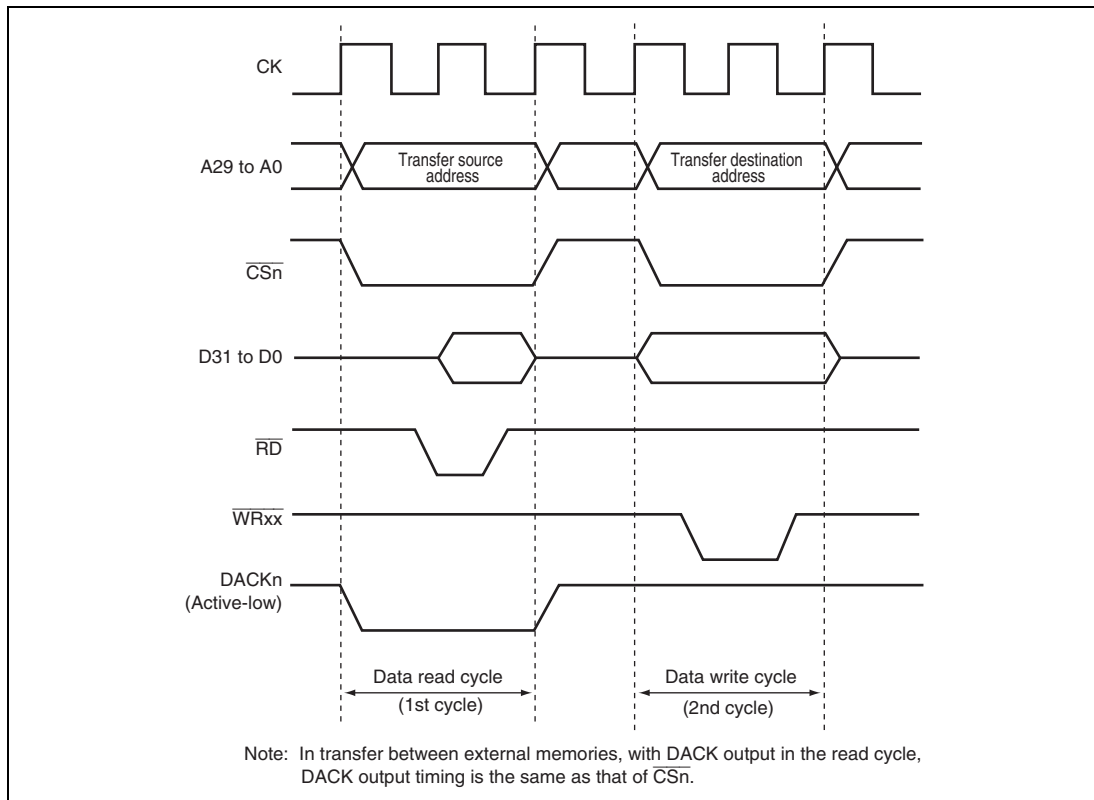 CK
A29 to A0
Transfer source
address
Transfer destination
address
CSn
D31 to D0
RD
WRxx
DACKn
(Active-low)
Data read cycle
(1st cycle)
Data write cycle
(2nd cycle)
Note: In transfer between external memories, with DACK output in the read cycle,
DACK output timing is the same as that of CSn.